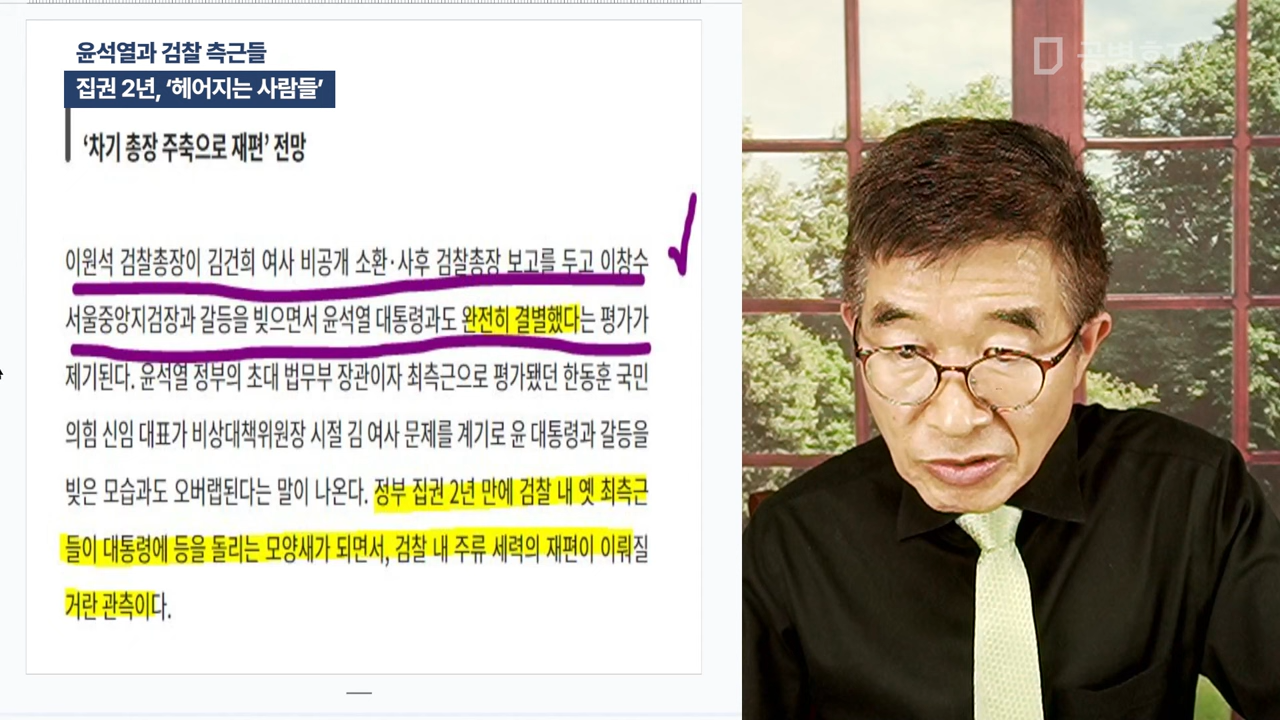 윤석열과 검찰 측근들
집권 2년, ‘헤어지는 사람들’
‘차기 총장 주축으로 재편’ 전망
이원석 검찰총장이 김건희 여사 비공개 소환·사후 검찰총장 보고를 두고 이창수
서울중앙지검장과 갈등을 빚으면서 윤석열 대통령과도 완전히 결별했다는 평가가
제기된다. 윤석열 정부의 초대 법무부 장관이자 최측근으로 평가됐던 한동훈 국민
의힘 신임 대표가 비상대책위원장 시절 김 여사 문제를 계기로 윤 대통령과 갈등을
빚은 모습과도 오버랩된다는 말이 나온다. 정부 집권 2년 만에 검찰 내 옛 최측근
들이 대통령에 등을 돌리는 모양새가 되면서, 검찰 내 주류 세력의 재편이 이뤄질
거란 관측이다.
공병호TV